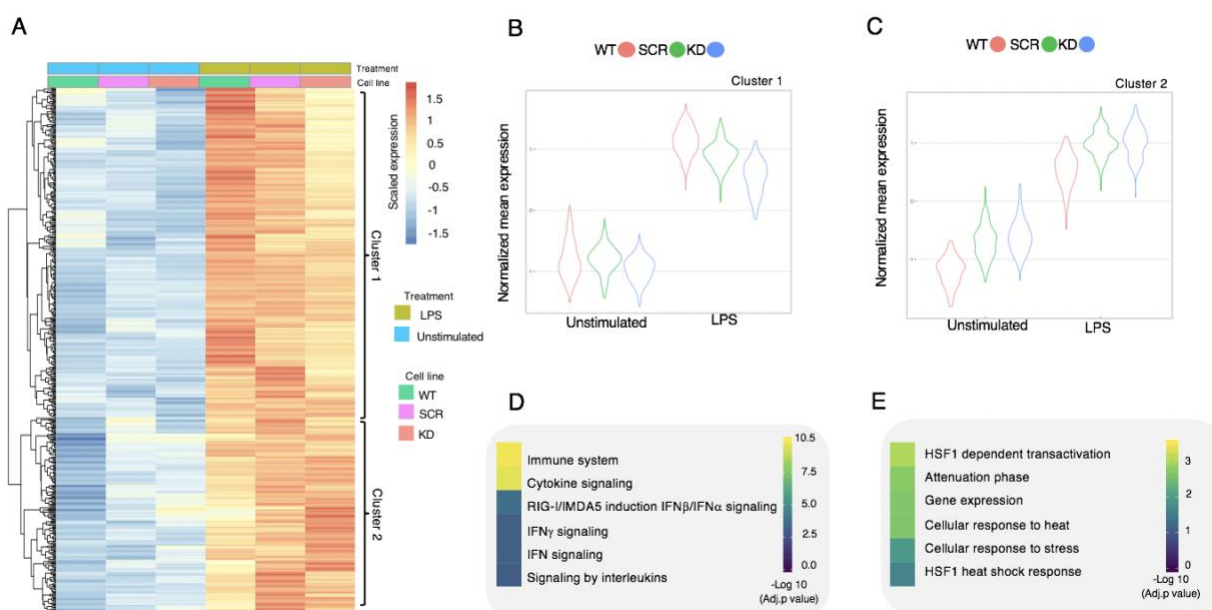 A
Treatment
Cell line
1.5
1
0.5
0
-0.5
-1
-1.5
Scaled expression
Cluster 1
Cluster 2
Treatment
LPS
Unstimulated
Cell line
WT
SCR
KD
B
WT SCR KD
Cluster 1
Normalized mean expression
Unstimulated LPS
C
WT SCR KD
Cluster 2
Normalized mean expression
Unstimulated LPS
D
Immune system
Cytokine signaling
RIG-I/IMDA5 induction IFNβ/IFNα signaling
IFNγ signaling
IFN signaling
Signaling by interleukins
10.5
7.5
5.0
2.5
0.0
-Log 10
(Adj.p value)
E
HSF1 dependent transactivation
Attenuation phase
Gene expression
Cellular response to heat
Cellular response to stress
HSF1 heat shock response
3
2
1
0
-Log 10
(Adj.p value)